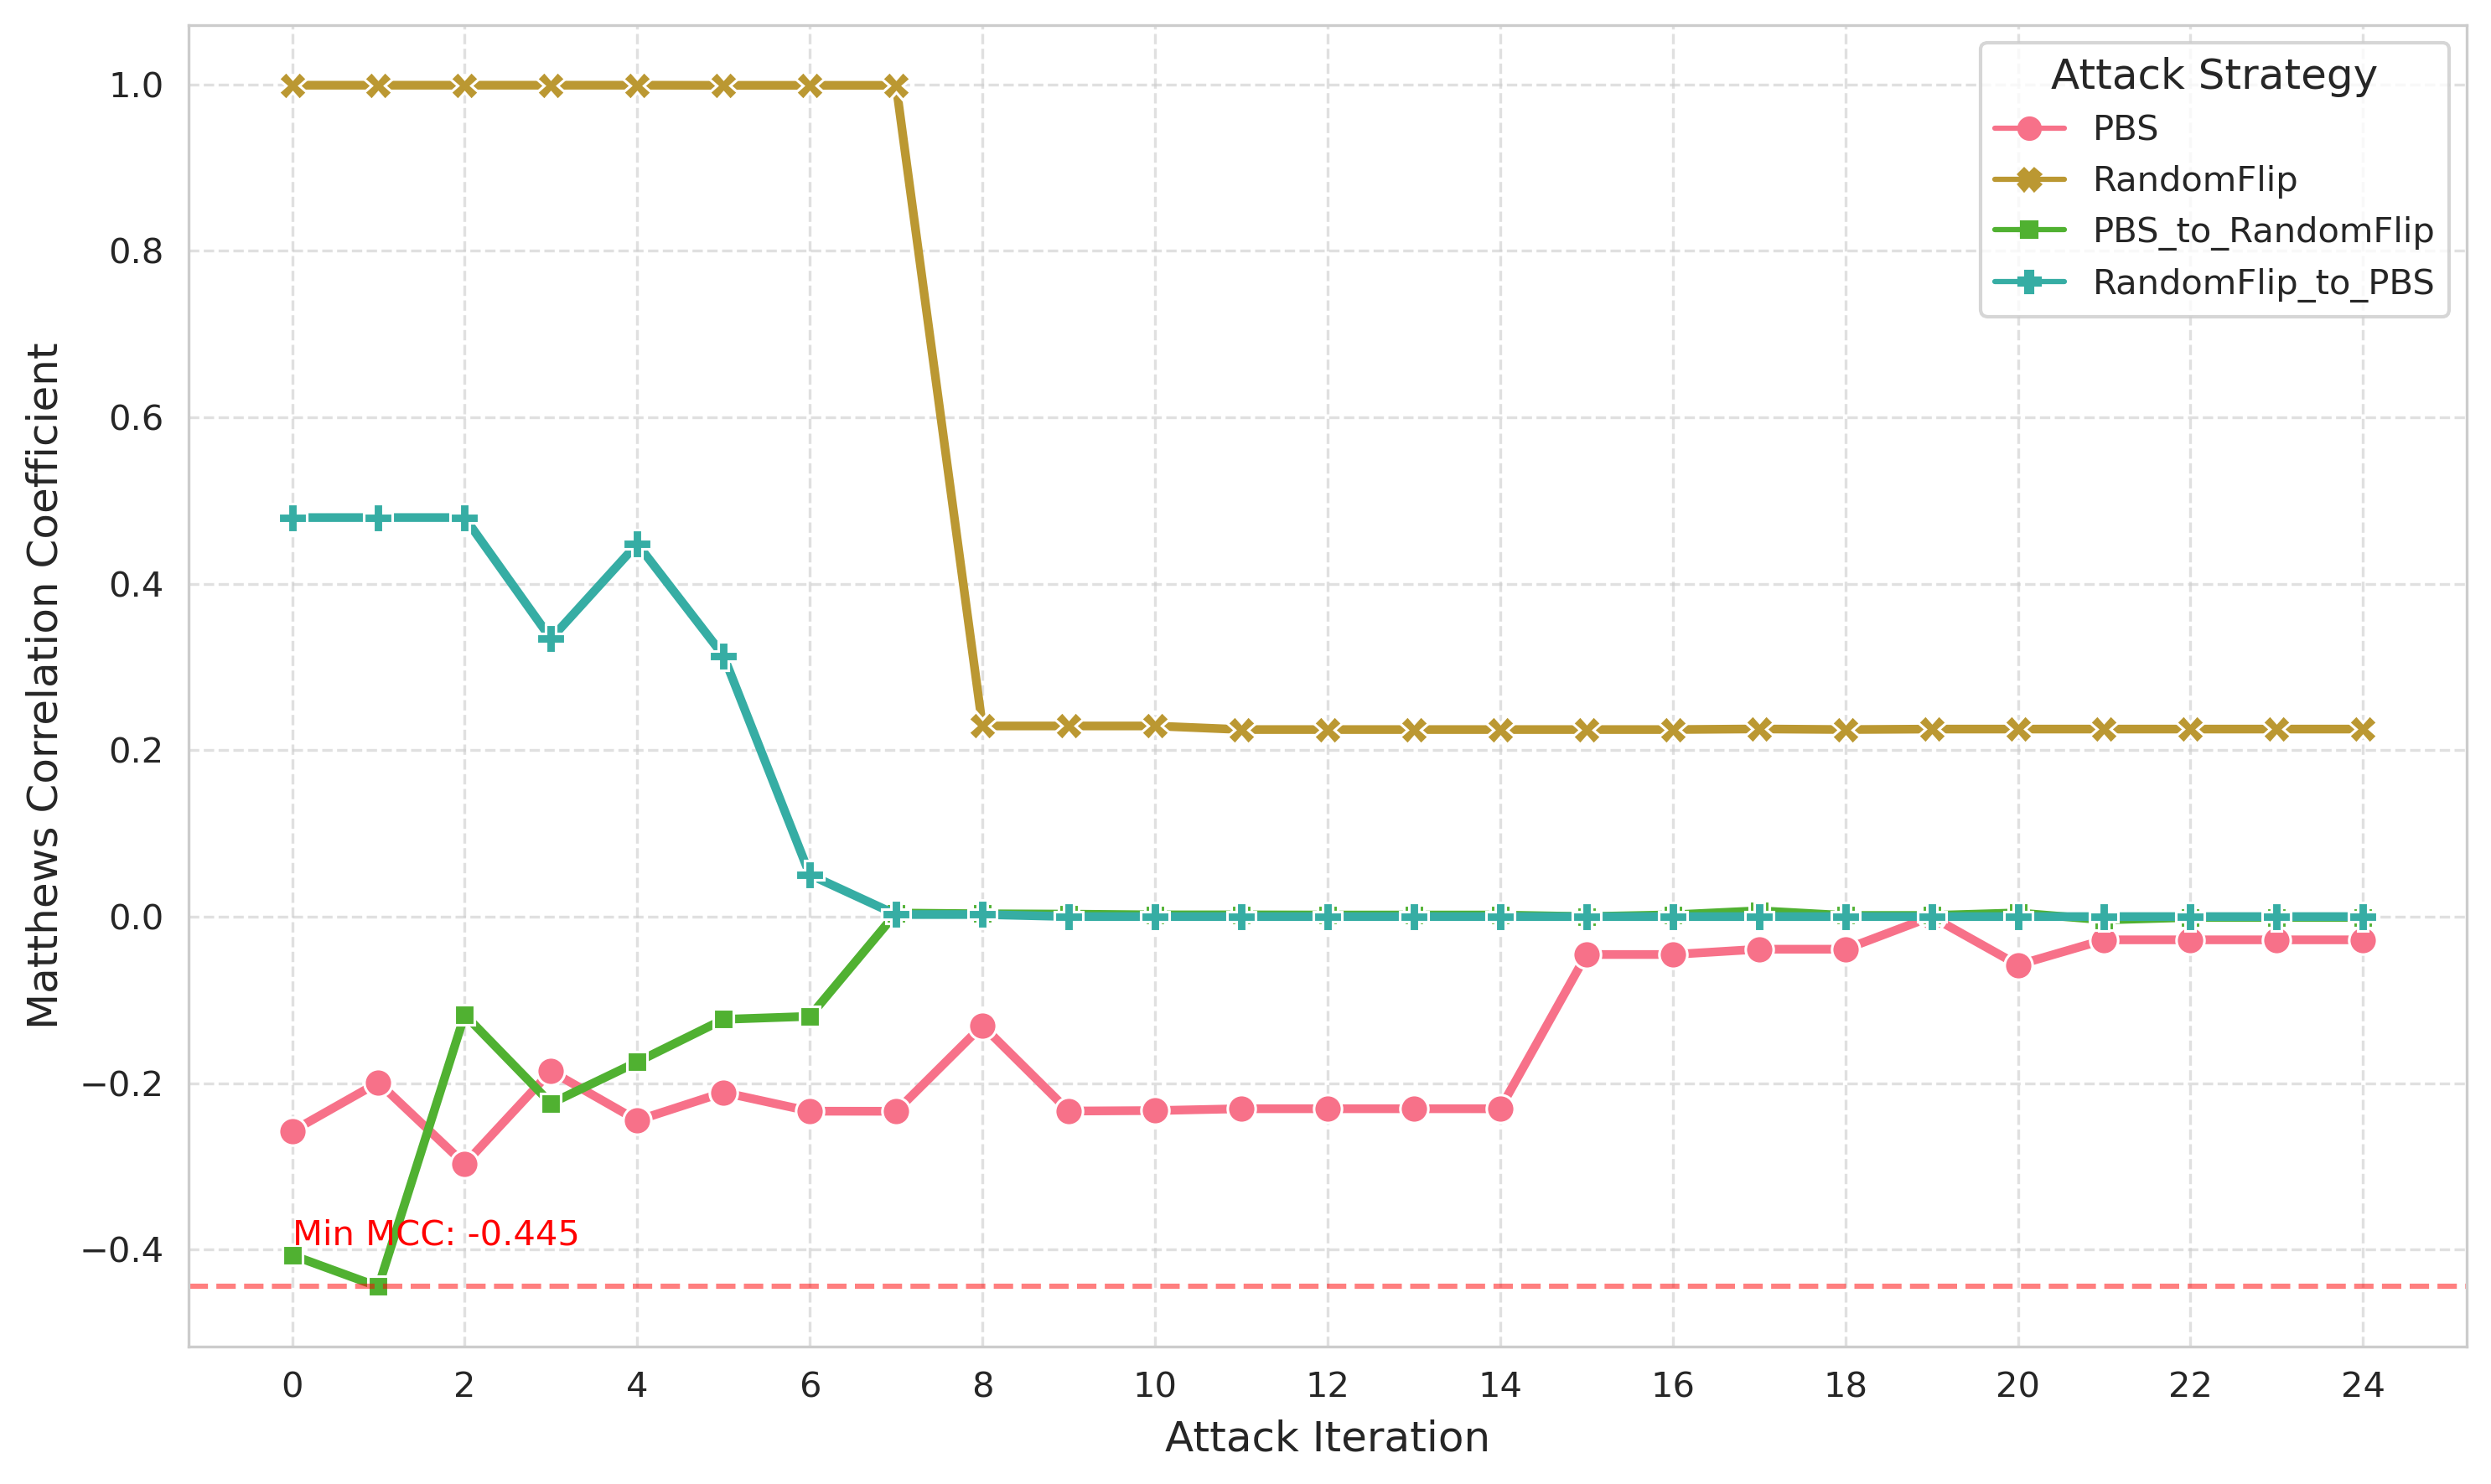 Attack Strategy
PBS
RandomFlip
PBS_to_RandomFlip
RandomFlip_to_PBS
Matthews Correlation Coefficient
1.0
0.8
0.6
0.4
0.2
0.0
−0.2
−0.4
Min MCC: -0.445
0 2 4 6 8 10 12 14 16 18 20 22 24
Attack Iteration